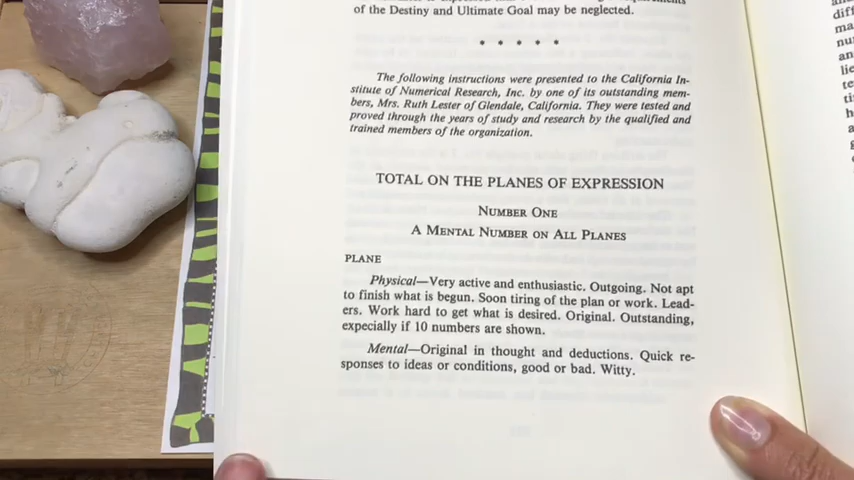 of the Destiny and Ultimate Goal may be neglected.
* * * * *
The following instructions were presented to the California In-
stitute of Numerical Research, Inc. by one of its outstanding mem-
bers, Mrs. Ruth Lester of Glendale, California. They were tested and
proved through the years of study and research by the qualified and
trained members of the organization.
TOTAL ON THE PLANES OF EXPRESSION
NUMBER ONE
A MENTAL NUMBER ON ALL PLANES
PLANE
Physical—Very active and enthusiastic. Outgoing. Not apt
to finish what is begun. Soon tiring of the plan or work. Lead-
ers. Work hard to get what is desired. Original. Outstanding,
expecially if 10 numbers are shown.
Mental—Original in thought and deductions. Quick re-
sponses to ideas or conditions, good or bad. Witty.